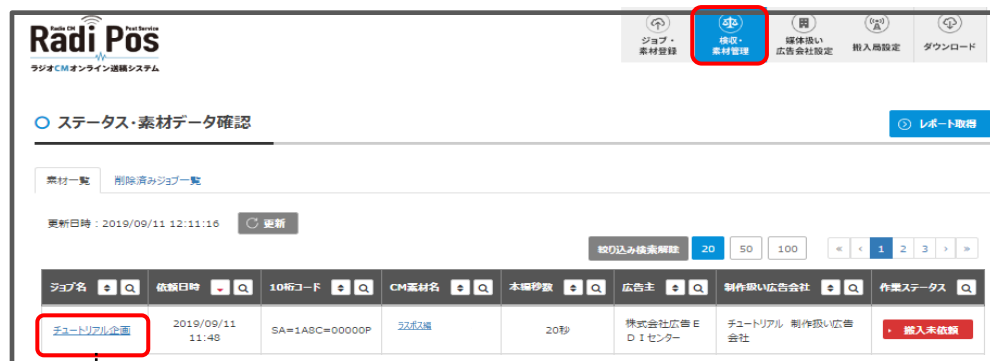 Radio CM Post Service
Radi Pos
ラジオCMオンライン送稿システム
ジョブ・
素材登録
検収・
素材管理
媒体扱い
広告会社設定
搬入局設定
ダウンロード
ステータス・素材データ確認
レポート取得
素材一覧 削除済みジョブ一覧
更新日時：2019/09/11 12:11:16 更新
絞り込み検索解除 20 50 100 « ‹ 1 2 3 › »
ジョブ名 依頼日時 10桁コード CM素材名 本編秒数 広告主 制作扱い広告会社 作業ステータス
チュートリアル企画
2019/09/11
11:48
SA=1A8C=00000P
ラスポス編
20秒
株式会社広告E
DIセンター
チュートリアル 制作扱い広告
会社
搬入未依頼